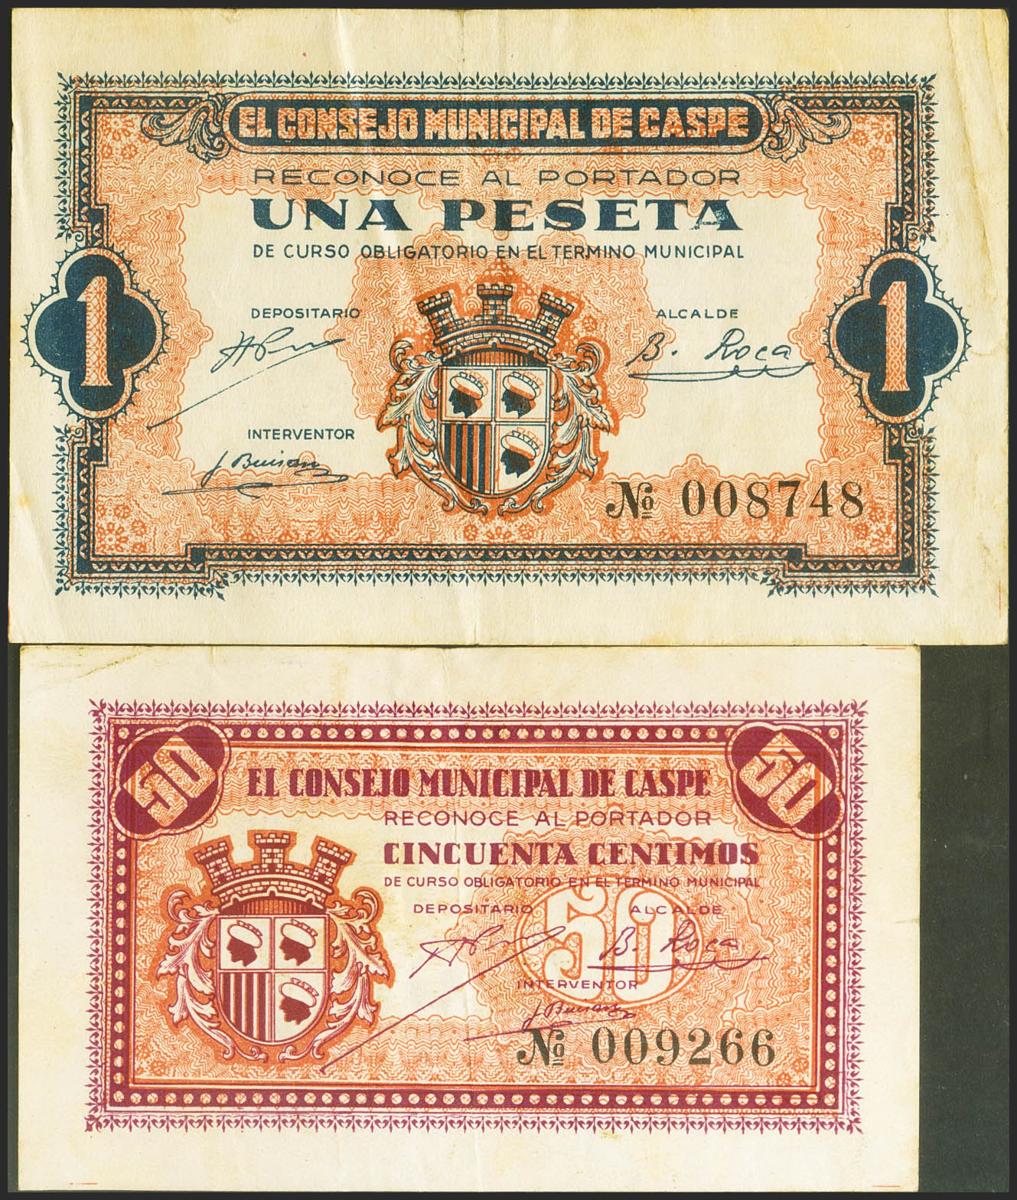 EL CONSEJO MUNICIPAL DE CASPE
RECONOCE AL PORTADOR
UNA PESETA
DE CURSO OBLIGATORIO EN EL TERMINO MUNICIPAL
1
1
DEPOSITARIO
ALCALDE
B. Roca
INTERVENTOR
J Buisán
Nº 008748
50
50
EL CONSEJO MUNICIPAL DE CASPE
RECONOCE AL PORTADOR
CINCUENTA CENTIMOS
DE CURSO OBLIGATORIO EN EL TERMINO MUNICIPAL
DEPOSITARIO
ALCALDE
50
B. Roca
INTERVENTOR
J Buisán
Nº 009266